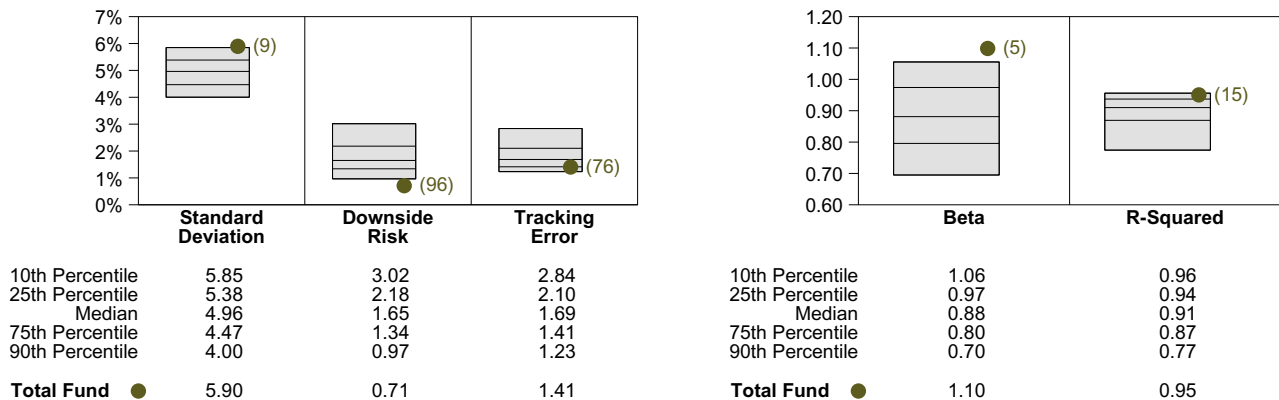 7%
6%
5%
4%
3%
2%
1%
0%
(9)
(96)
(76)
Standard Deviation
Downside Risk
Tracking Error
10th Percentile 5.85 3.02 2.84
25th Percentile 5.38 2.18 2.10
Median 4.96 1.65 1.69
75th Percentile 4.47 1.34 1.41
90th Percentile 4.00 0.97 1.23
Total Fund 5.90 0.71 1.41
1.20
1.10
1.00
0.90
0.80
0.70
0.60
(5)
(15)
Beta R-Squared
10th Percentile 1.06 0.96
25th Percentile 0.97 0.94
Median 0.88 0.91
75th Percentile 0.80 0.87
90th Percentile 0.70 0.77
Total Fund 1.10 0.95